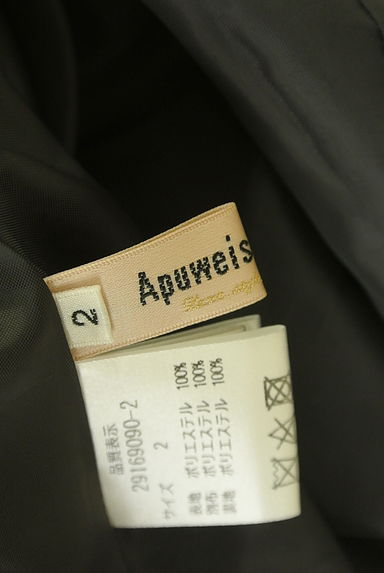 Apuweis
2
品質表示
29169090-2
サイズ 2
表地 ポリエステル 100%
別布 ポリエステル 100%
裏地 ポリエステル 100%